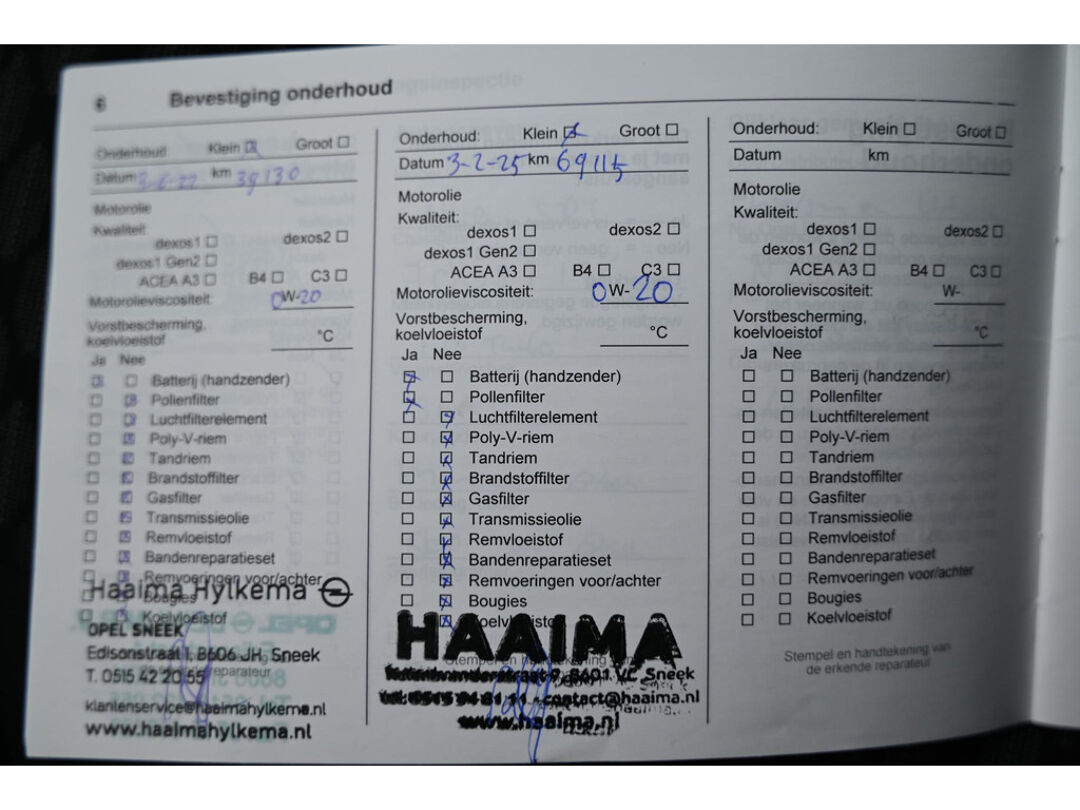 6 Bevestiging onderhoud
Onderhoud: Klein Groot
Datum 3-6-22 km 39130
Motorolie
Kwaliteit:
dexos1 dexos2
dexos1 Gen2
ACEA A3 B4 C3
Motorolieviscositeit: 0W-20
Vorstbescherming,
koelvloeistof °C
Ja Nee
Batterij (handzender)
Pollenfilter
Luchtfilterelement
Poly-V-riem
Tandriem
Brandstoffilter
Gasfilter
Transmissieolie
Remvloeistof
Bandenreparatieset
Remvoeringen voor/achter
Bougies
Koelvloeistof
Haaima Hylkema
OPEL SNEEK
Edisonstraat 1, 8606 JH, Sneek
T. 0515 42 20 55
reparateur
klantenservice@haaimahylkema.nl
www.haaimahylkema.nl
Onderhoud: Klein Groot
Datum 3-2-25 km 69115
Motorolie
Kwaliteit:
dexos1 dexos2
dexos1 Gen2
ACEA A3 B4 C3
Motorolieviscositeit: 0W-20
Vorstbescherming,
koelvloeistof °C
Ja Nee
Batterij (handzender)
Pollenfilter
Luchtfilterelement
Poly-V-riem
Tandriem
Brandstoffilter
Gasfilter
Transmissieolie
Remvloeistof
Bandenreparatieset
Remvoeringen voor/achter
Bougies
Koelvloeistof
HAAIMA
Stempel en handtekening van
8601 VC Sneek
contact@haaima.nl
www.haaima.nl
Onderhoud: Klein Groot
Datum km
Motorolie
Kwaliteit:
dexos1 dexos2
dexos1 Gen2
ACEA A3 B4 C3
Motorolieviscositeit: W-
Vorstbescherming,
koelvloeistof °C
Ja Nee
Batterij (handzender)
Pollenfilter
Luchtfilterelement
Poly-V-riem
Tandriem
Brandstoffilter
Gasfilter
Transmissieolie
Remvloeistof
Bandenreparatieset
Remvoeringen voor/achter
Bougies
Koelvloeistof
Stempel en handtekening van
de erkende reparateur